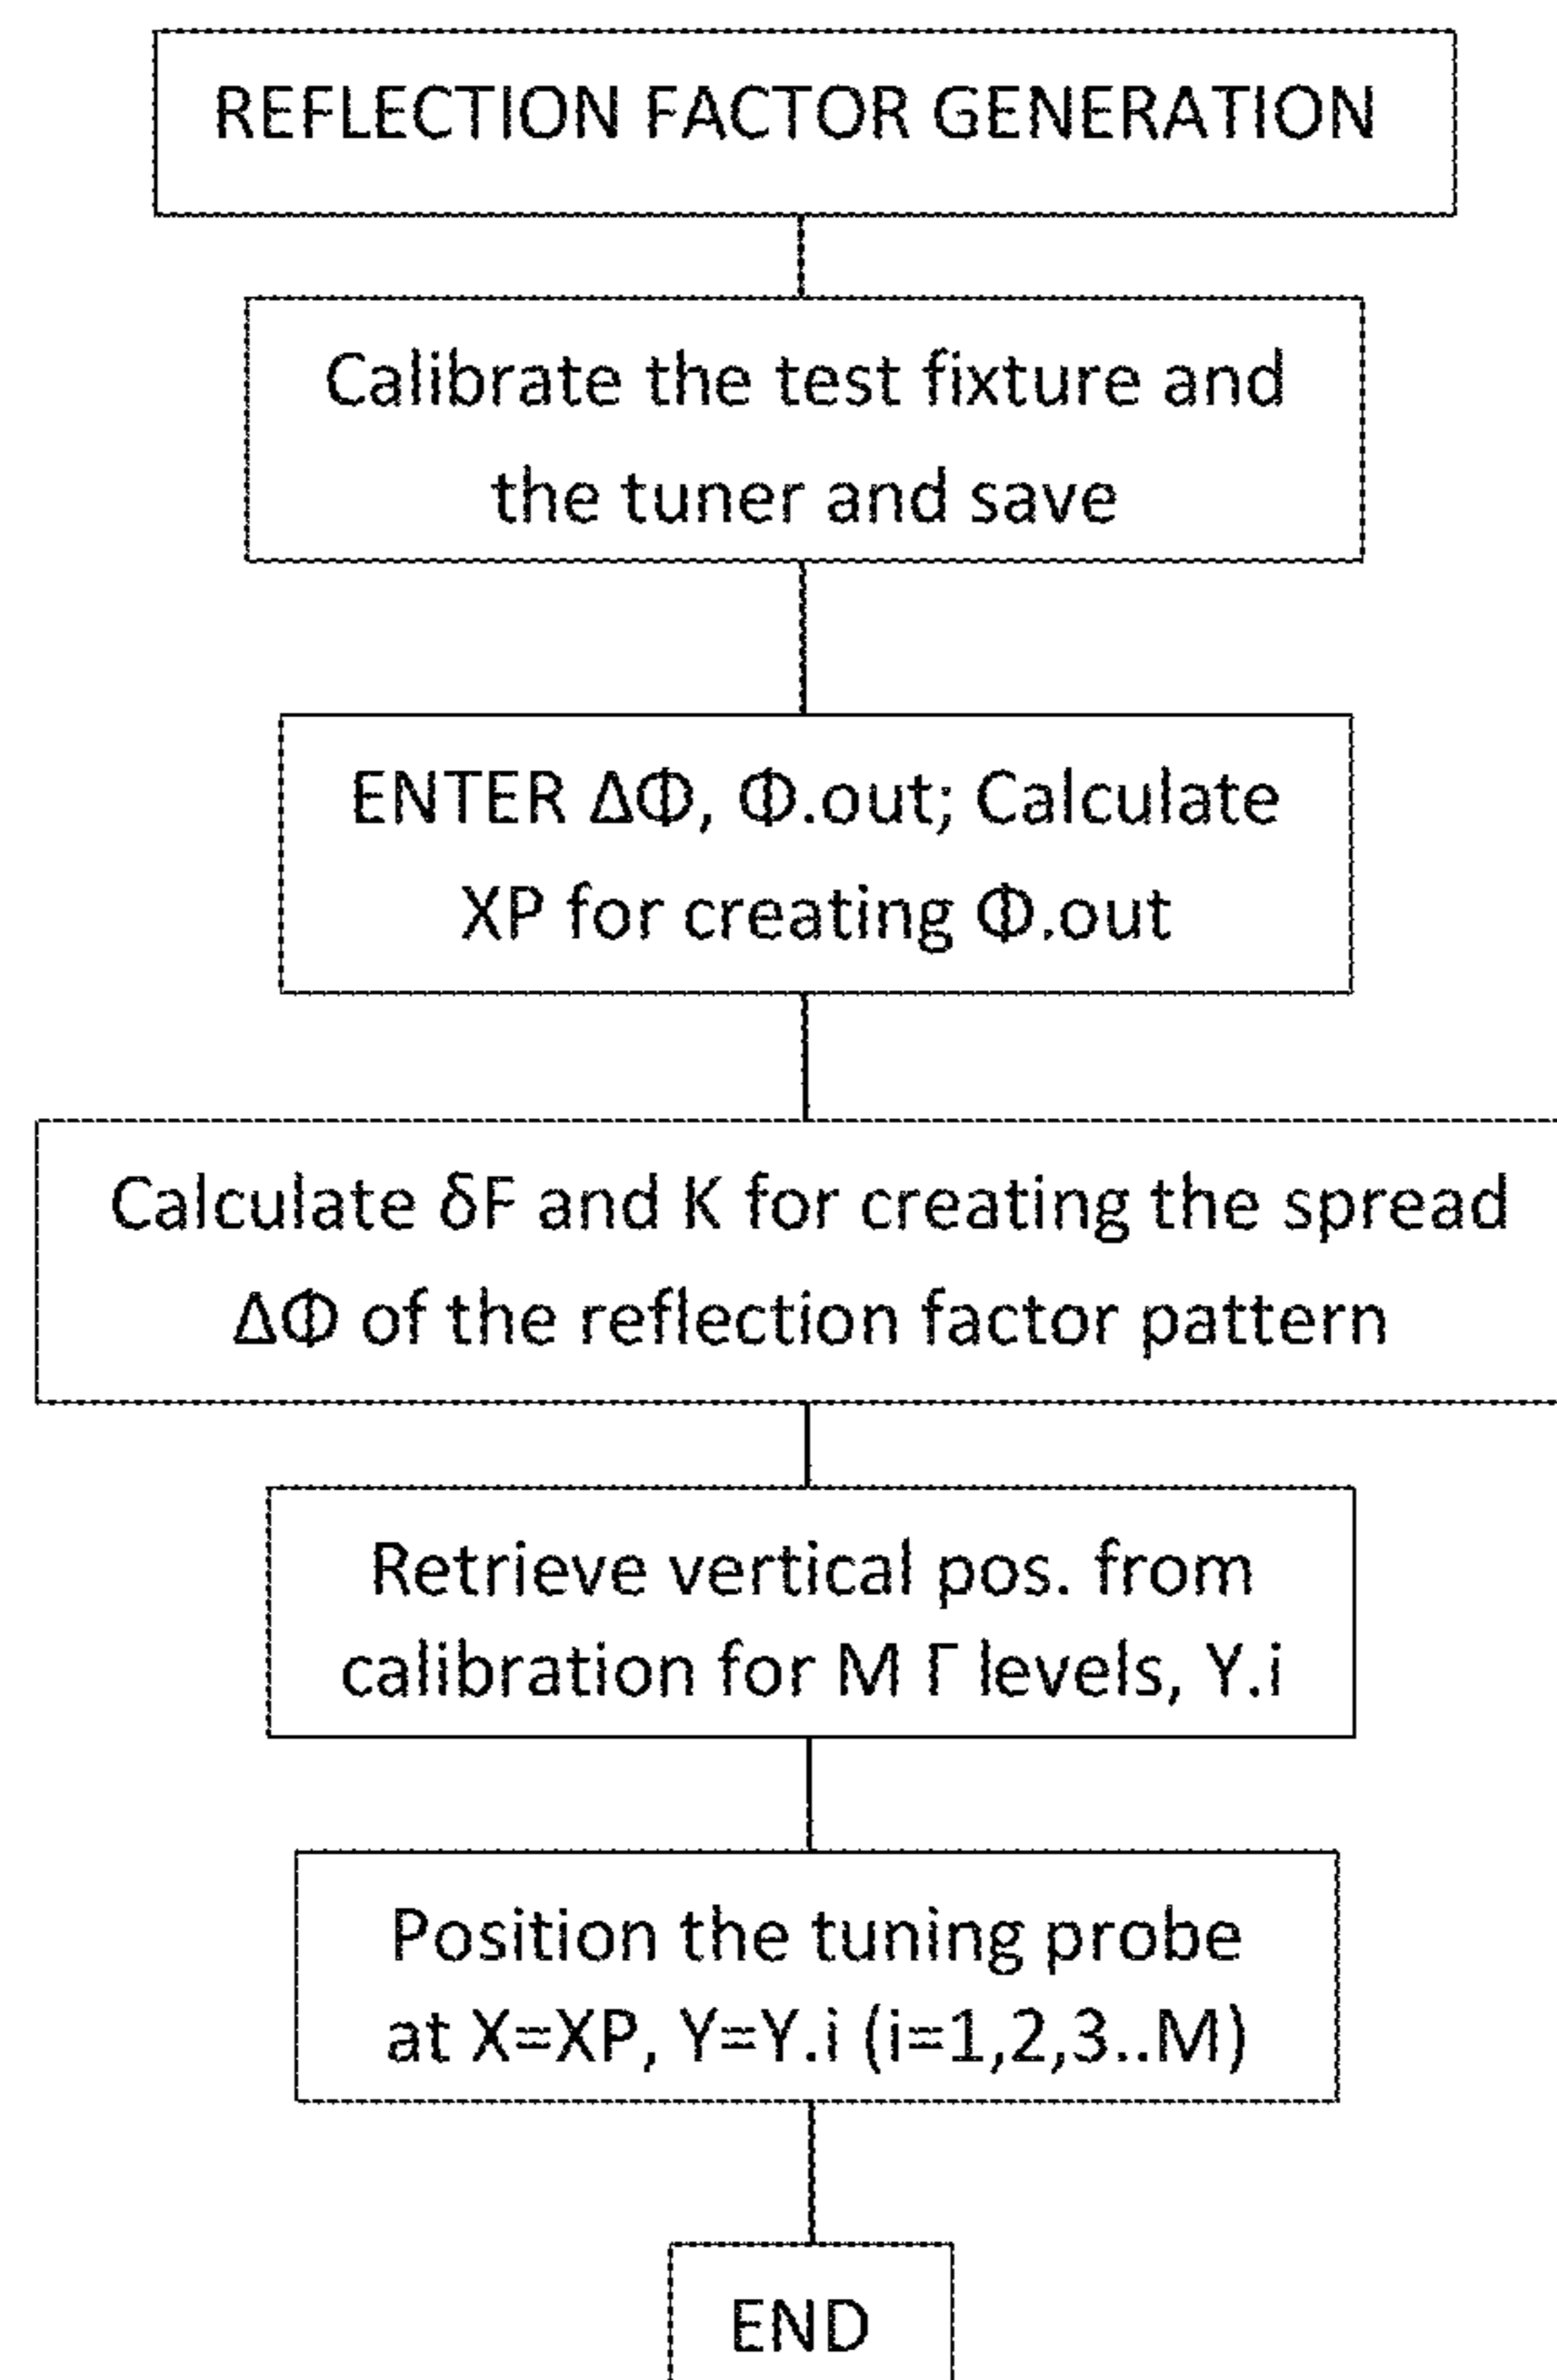 REFLECTION FACTOR GENERATION
Calibrate the test fixture and
the tuner and save
ENTER ΔΦ, Φ.out; Calculate
XP for creating Φ.out
Calculate δF and K for creating the spread
ΔΦ of the reflection factor pattern
Retrieve vertical pos. from
calibration for M Γ levels, Y.i
Position the tuning probe
at X=XP, Y=Y.i (i=1,2,3..M)
END